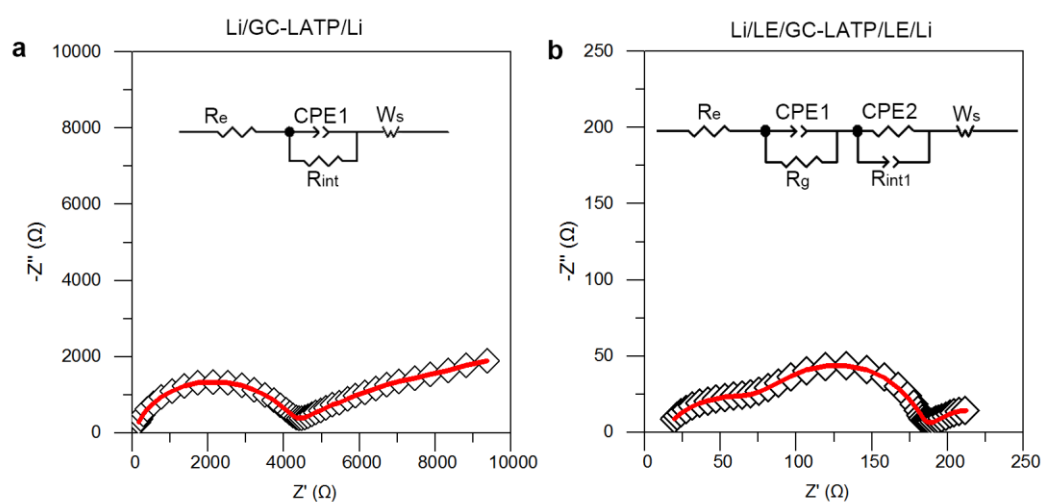 a
Li/GC-LATP/Li
10000
8000
6000
4000
2000
0
-Z" (Ω)
Re
CPE1
Ws
Rint
0
2000
4000
6000
8000
10000
Z' (Ω)
b
Li/LE/GC-LATP/LE/Li
250
200
150
100
50
0
-Z" (Ω)
Re
CPE1
CPE2
Ws
Rg
Rint1
0
50
100
150
200
250
Z' (Ω)